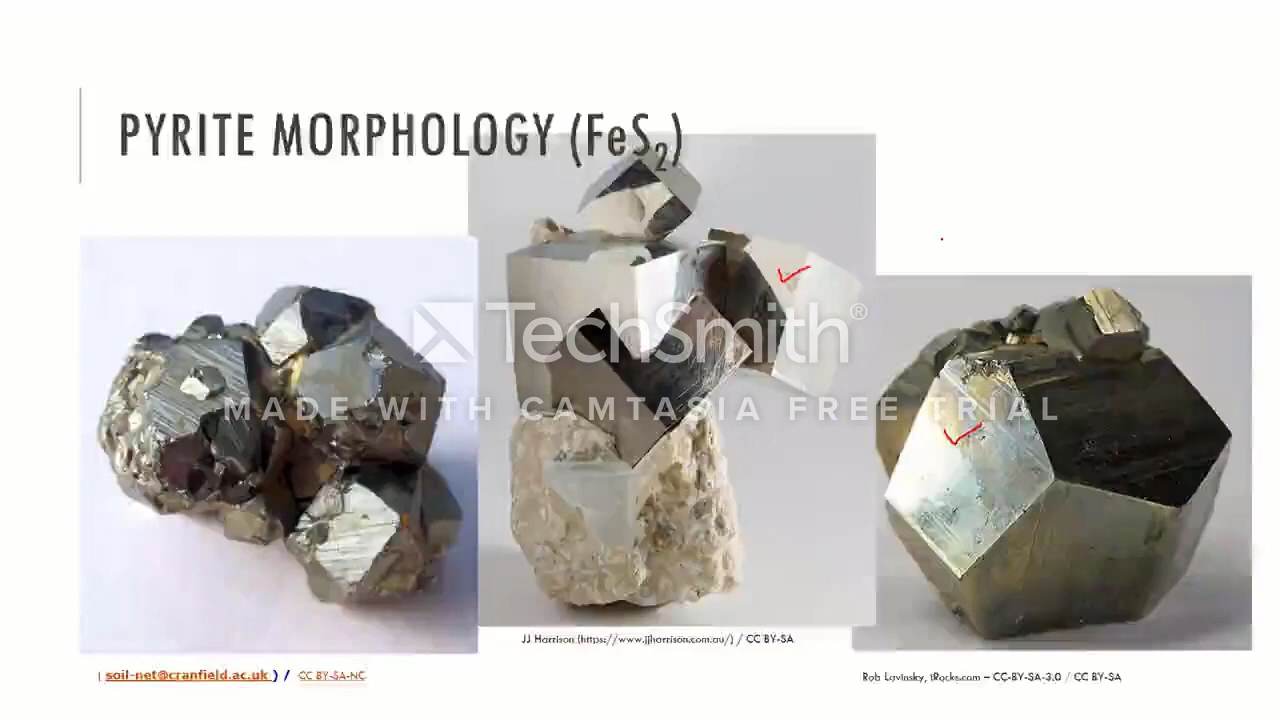 PYRITE MORPHOLOGY (FeS₂)
TechSmith®
MADE WITH CAMTASIA FREE TRIAL
JJ Harrison (https://www.jjharrison.com.au/) / CC BY-SA
( soil-net@cranfield.ac.uk ) / CC BY-SA-NC
Rob Lavinsky, iRocks.com – CC-BY-SA-3.0 / CC BY-SA